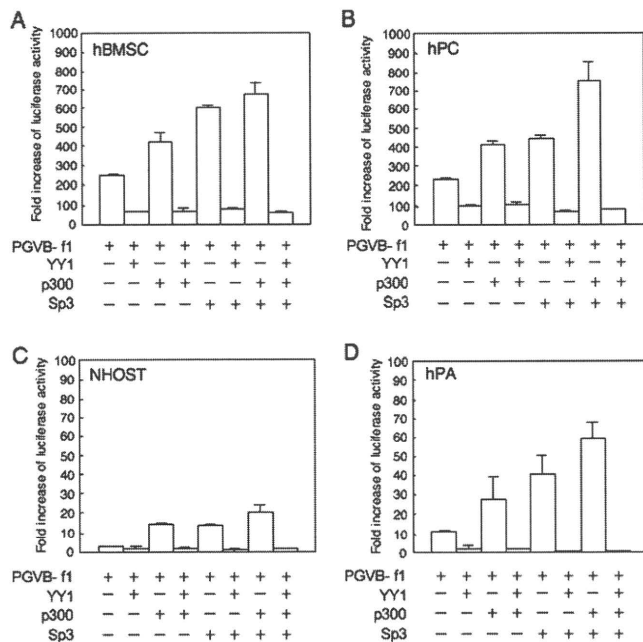 A
hBMSC
Fold increase of luciferase activity
1000
900
800
700
600
500
400
300
200
100
0
PGVB- f1 + + + + + + + +
YY1 − + − + − + − +
p300 − − + + − − + +
Sp3 − − − − + + + +
B
hPC
Fold increase of luciferase activity
1000
900
800
700
600
500
400
300
200
100
0
PGVB- f1 + + + + + + + +
YY1 − + − + − + − +
p300 − − + + − − + +
Sp3 − − − − + + + +
C
NHOST
Fold increase of luciferase activity
100
90
80
70
60
50
40
30
20
10
0
PGVB- f1 + + + + + + + +
YY1 − + − + − + − +
p300 − − + + − − + +
Sp3 − − − − + + + +
D
hPA
Fold increase of luciferase activity
100
90
80
70
60
50
40
30
20
10
0
PGVB- f1 + + + + + + + +
YY1 − + − + − + − +
p300 − − + + − − + +
Sp3 − − − − + + + +